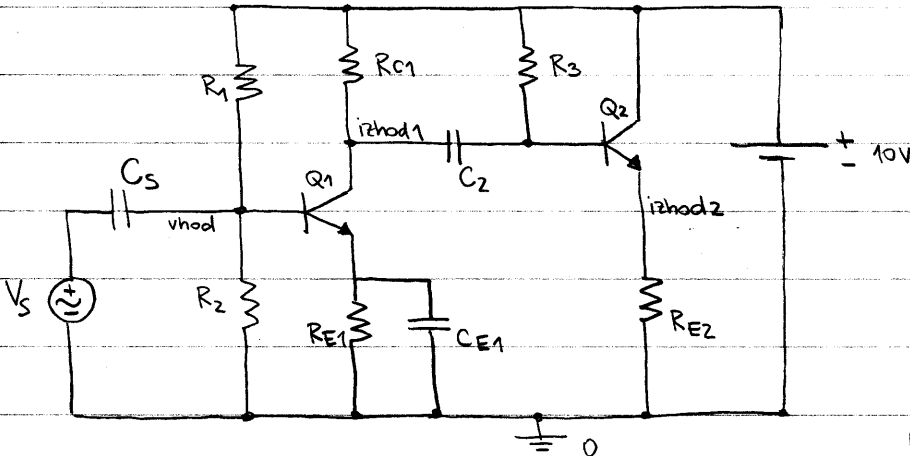 R1
RC1
R3
Q2
izhod1
+
-
10V
CS
C2
Q1
vhod
izhod2
VS
+
R2
RE1
CE1
RE2
0